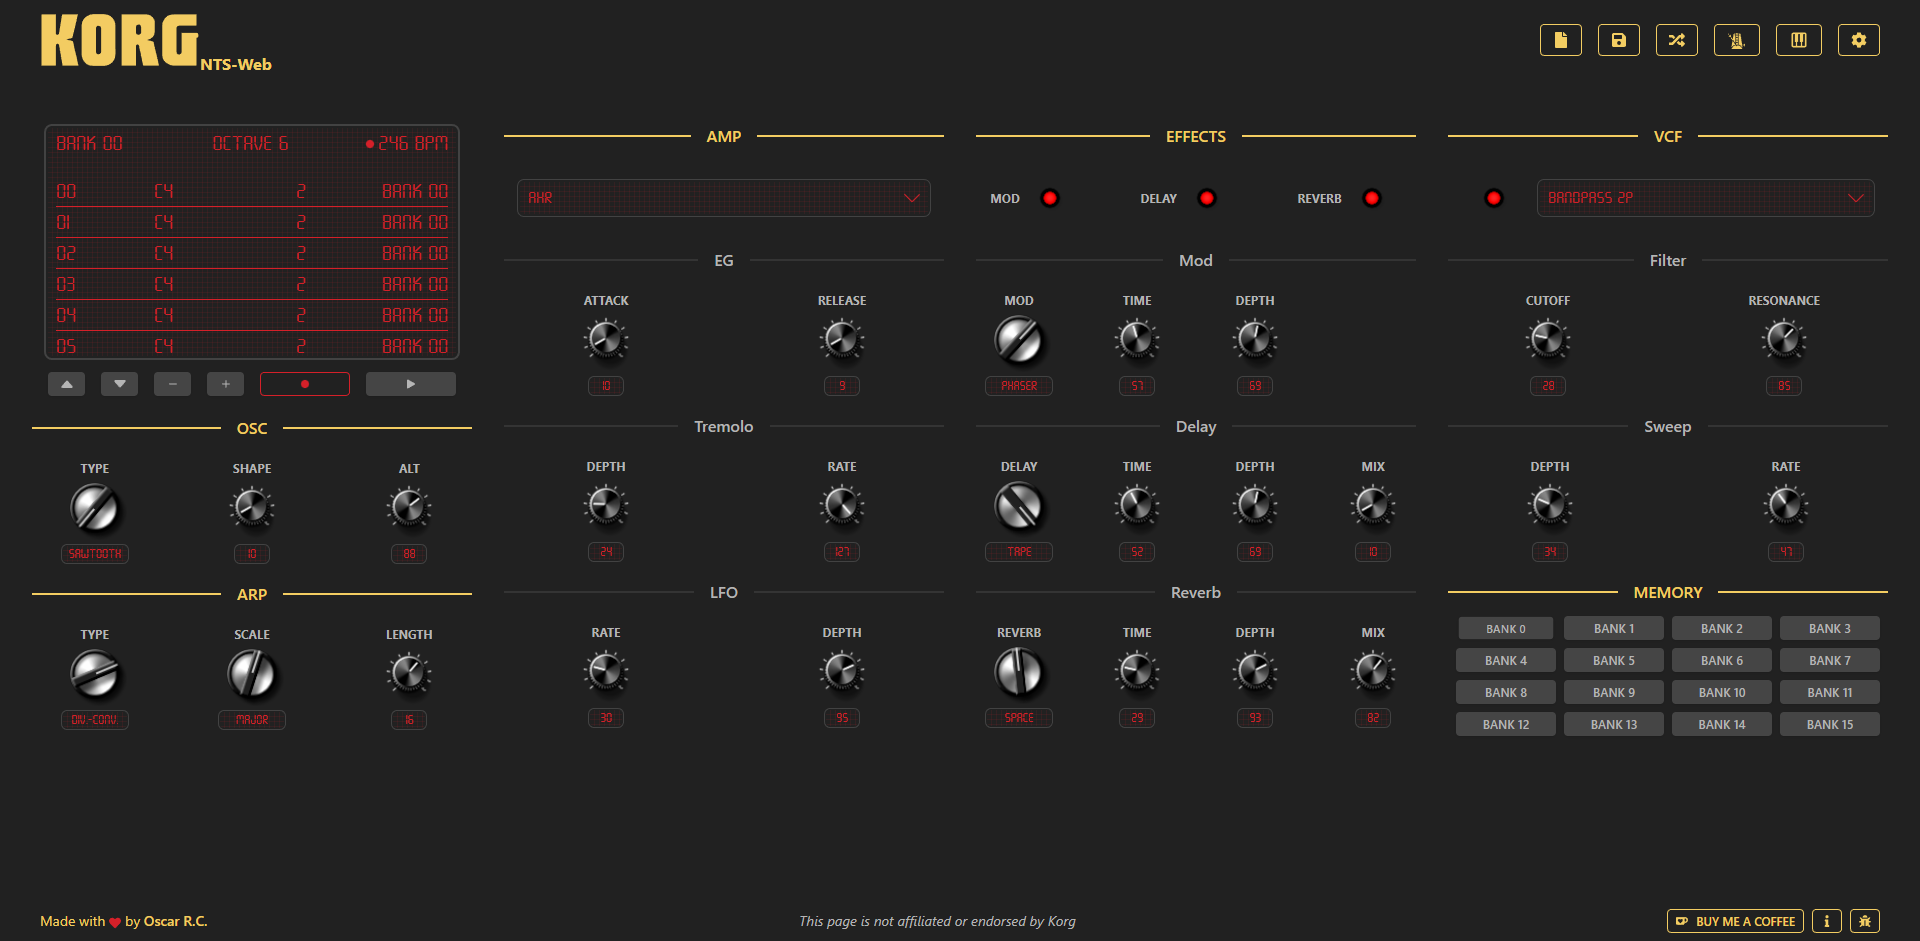 KORG NTS-Web
BANK 00 OCTAVE 6 246 BPM
00 C4 2 BANK 00
01 C4 2 BANK 00
02 C4 2 BANK 00
03 C4 2 BANK 00
04 C4 2 BANK 00
05 C4 2 BANK 00
OSC
TYPE SHAPE ALT
SAWTOOTH 10 88
ARP
TYPE SCALE LENGTH
DIV.-CONV. MAJOR 16
AMP
AHR
EG
ATTACK RELEASE
10 9
Tremolo
DEPTH RATE
24 127
LFO
RATE DEPTH
30 95
EFFECTS
MOD DELAY REVERB
Mod
MOD TIME DEPTH
PHASER 57 69
Delay
DELAY TIME DEPTH MIX
TAPE 52 69 10
Reverb
REVERB TIME DEPTH MIX
SPACE 29 93 82
VCF
BANDPASS 2P
Filter
CUTOFF RESONANCE
28 85
Sweep
DEPTH RATE
34 47
MEMORY
BANK 0 BANK 1 BANK 2 BANK 3
BANK 4 BANK 5 BANK 6 BANK 7
BANK 8 BANK 9 BANK 10 BANK 11
BANK 12 BANK 13 BANK 14 BANK 15
Made with ❤ by Oscar R.C.
This page is not affiliated or endorsed by Korg
BUY ME A COFFEE